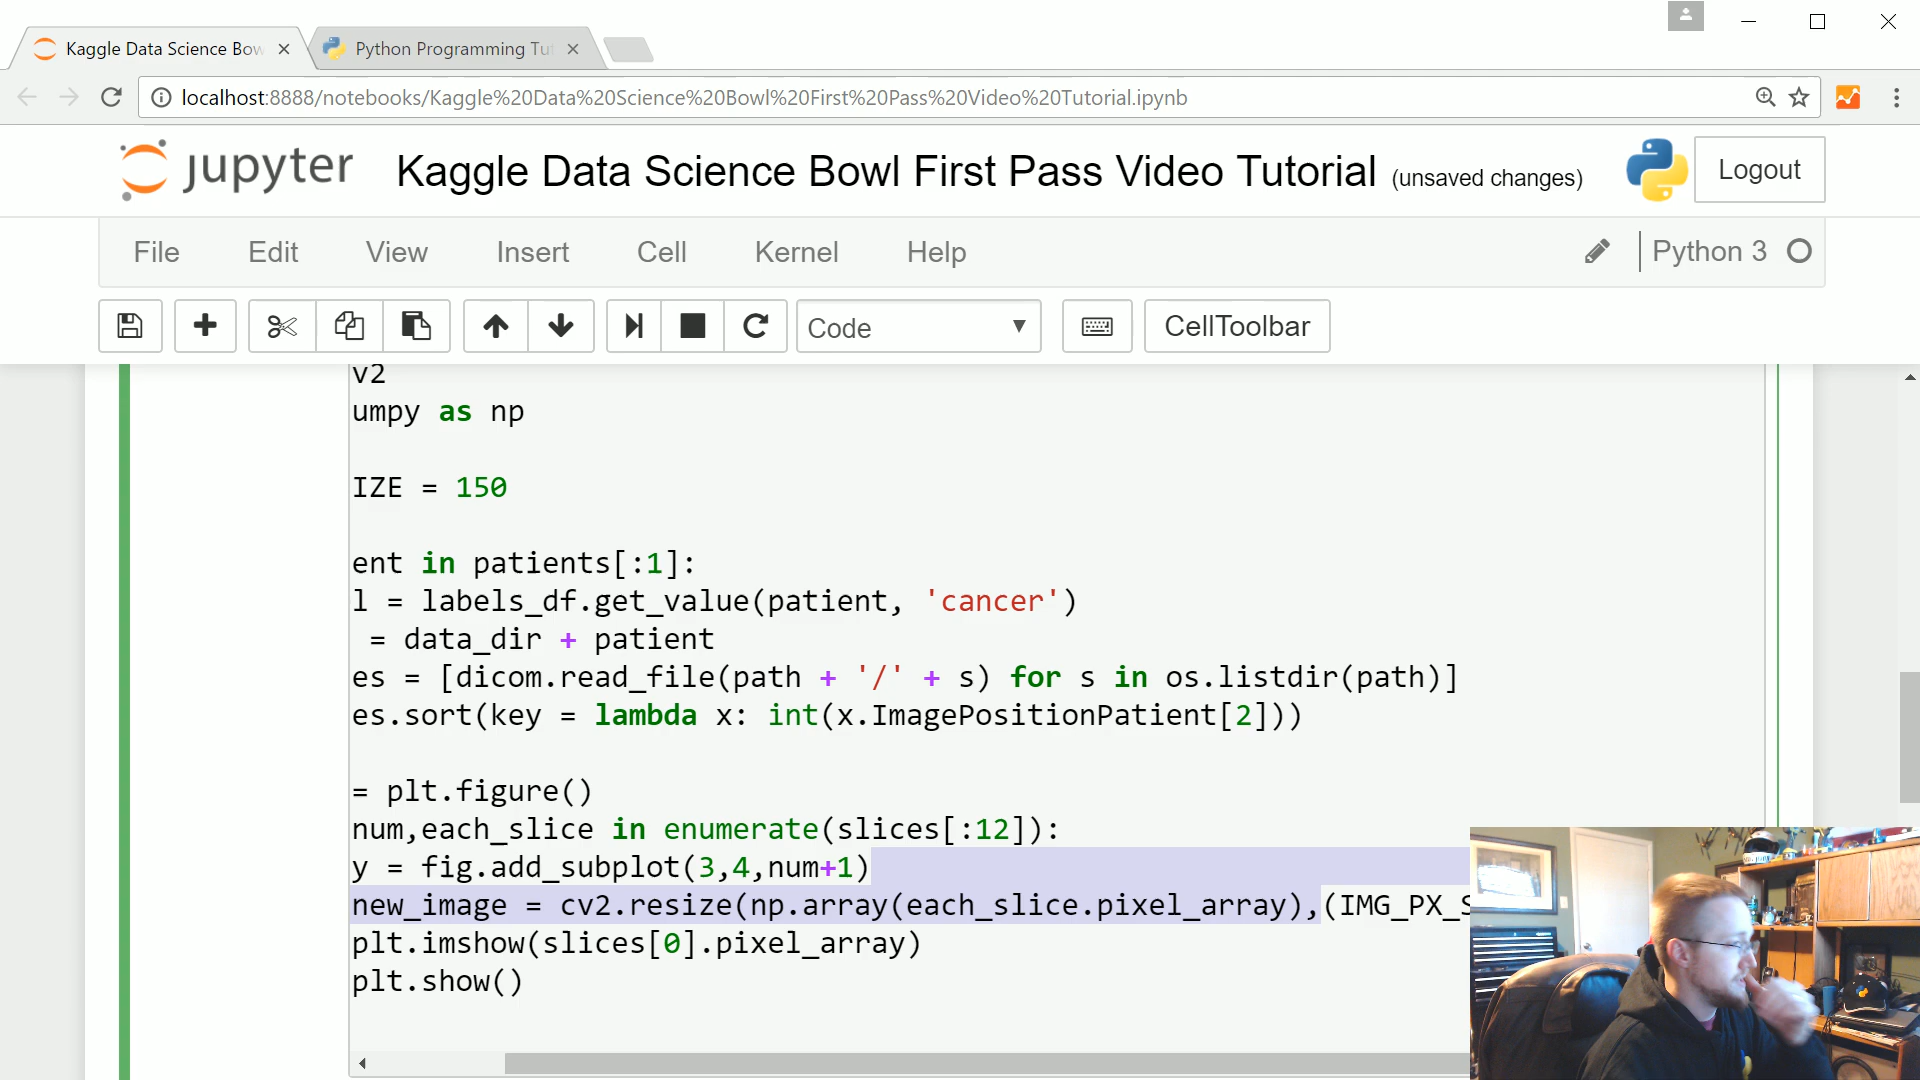 Kaggle Data Science Bow
Python Programming Tut
localhost:8888/notebooks/Kaggle%20Data%20Science%20Bowl%20First%20Pass%20Video%20Tutorial.ipynb
jupyter Kaggle Data Science Bowl First Pass Video Tutorial (unsaved changes) Logout
File Edit View Insert Cell Kernel Help Python 3
Code CellToolbar
v2
umpy as np
IZE = 150
ent in patients[:1]:
l = labels_df.get_value(patient, 'cancer')
= data_dir + patient
es = [dicom.read_file(path + '/' + s) for s in os.listdir(path)]
es.sort(key = lambda x: int(x.ImagePositionPatient[2]))
= plt.figure()
num,each_slice in enumerate(slices[:12]):
y = fig.add_subplot(3,4,num+1)
new_image = cv2.resize(np.array(each_slice.pixel_array),(IMG_PX_S
plt.imshow(slices[0].pixel_array)
plt.show()